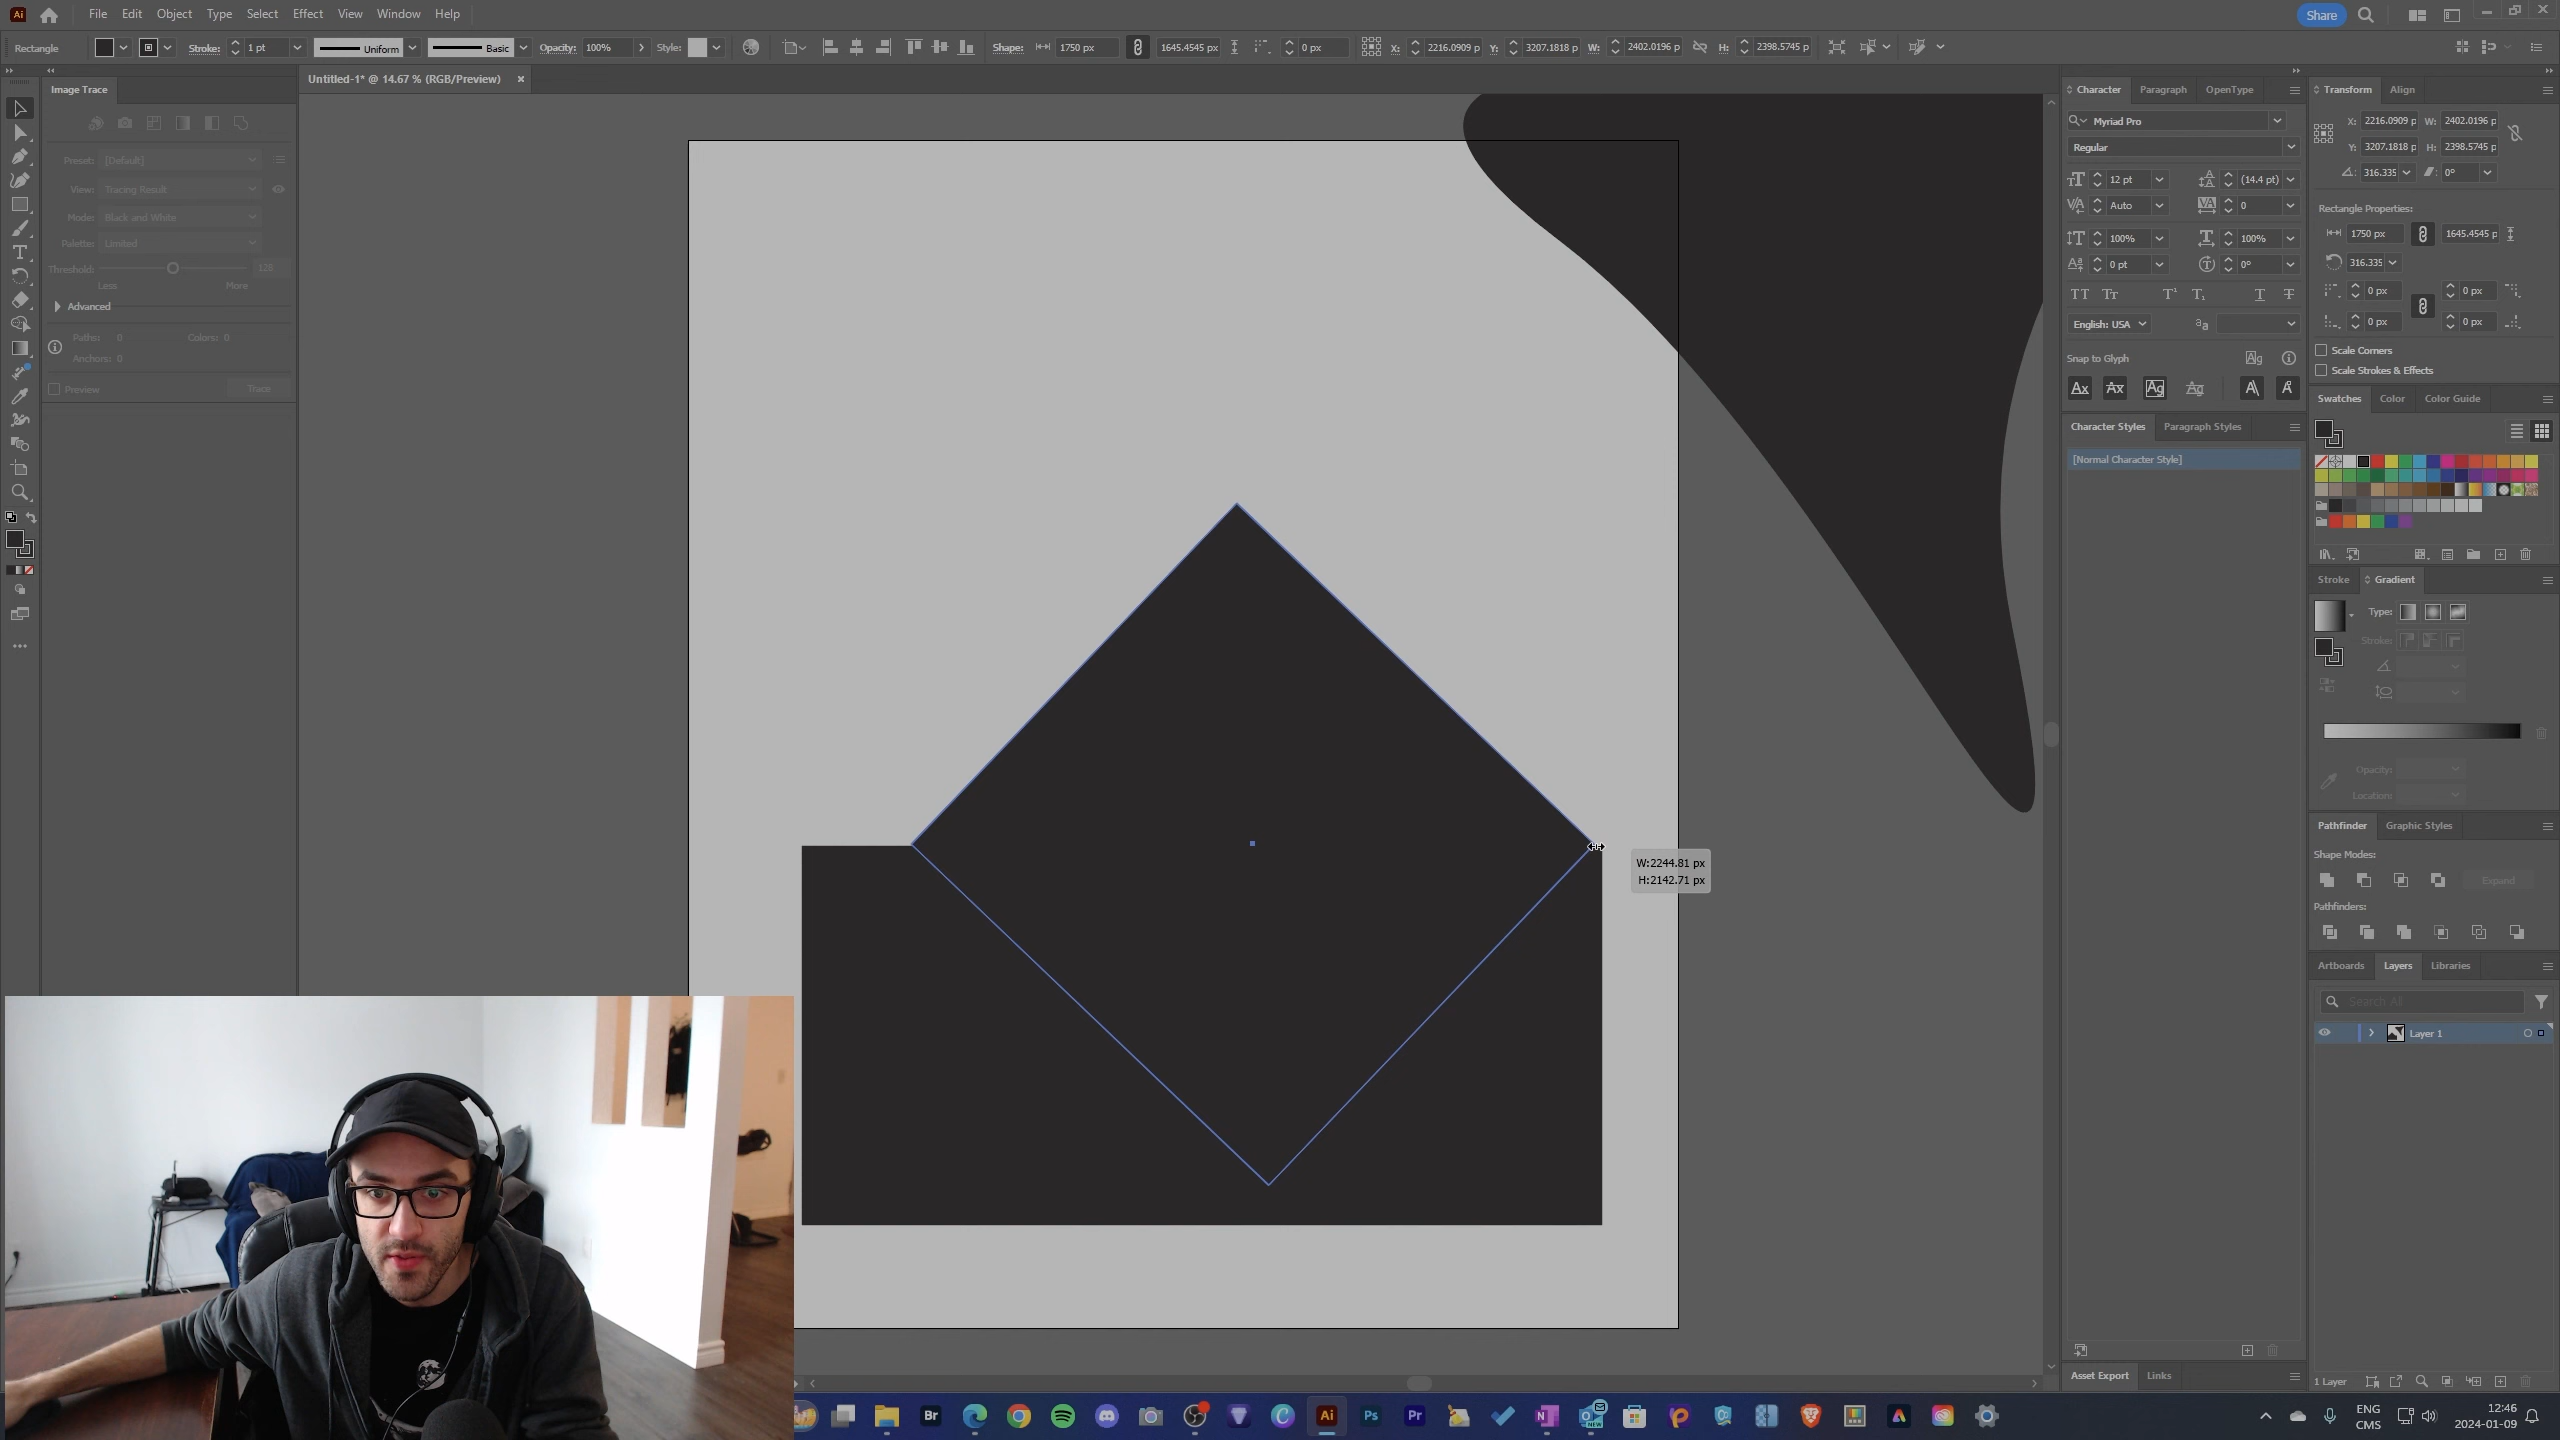 Ai File Edit Object Type Select Effect View Window Help Share
Rectangle Stroke: 1 pt Uniform Basic Opacity: 100% Style: Shape: 1750 px 1645.4545 px 0 px X: 2216.0909 p Y: 3207.1818 p W: 2402.0196 p H: 2398.5745 p
Image Trace
Preset: [Default]
View: Tracing Result
Mode: Black and White
Palette: Limited
Threshold: 128
Less More
Advanced
Paths: 0 Colors: 0
Anchors: 0
Preview Trace
Untitled-1* @ 14.67 % (RGB/Preview)
W:2244.81 px
H:2142.71 px
Character Paragraph OpenType
Myriad Pro
Regular
12 pt (14.4 pt)
Auto 0
100% 100%
0 pt 0°
English: USA
Snap to Glyph
Character Styles Paragraph Styles
[Normal Character Style]
Asset Export Links
Transform Align
X: 2216.0909 p W: 2402.0196 p
Y: 3207.1818 p H: 2398.5745 p
316.335 0°
Rectangle Properties:
1750 px 1645.4545 p
316.335
0 px 0 px
0 px 0 px
Scale Corners
Scale Strokes & Effects
Swatches Color Color Guide
Stroke Gradient
Type:
Stroke:
Opacity:
Location:
Pathfinder Graphic Styles
Shape Modes:
Expand
Pathfinders:
Artboards Layers Libraries
Search All
Layer 1
1 Layer
Br Ai Ps Pr
ENG
CMS
12:46
2024-01-09